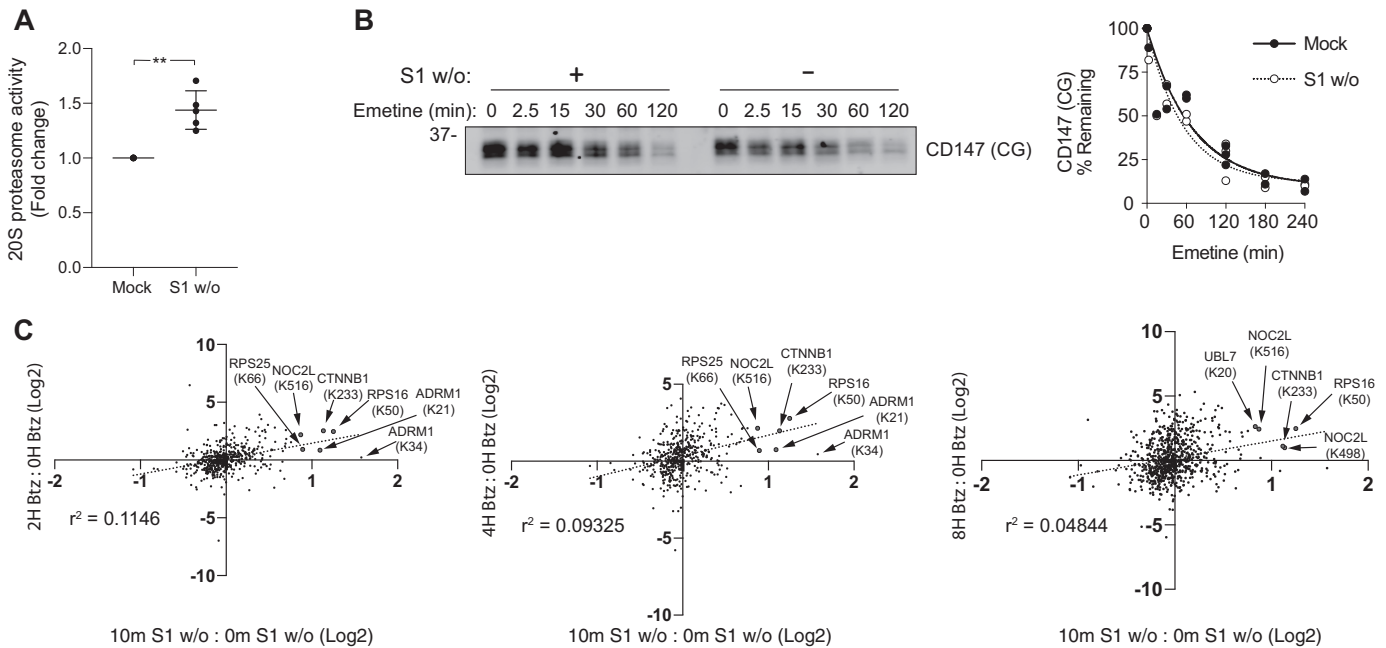 A
20S proteasome activity
(Fold change)
2.0
1.5
1.0
0.5
0.0
**
Mock
S1 w/o
B
S1 w/o: + −
Emetine (min): 0 2.5 15 30 60 120 0 2.5 15 30 60 120
37-
CD147 (CG)
CD147 (CG)
% Remaining
100
75
50
25
0
0 60 120 180 240
Emetine (min)
Mock
S1 w/o
C
2H Btz : 0H Btz (Log2)
10
5
-5
-10
-2 -1 0 1 2
RPS25
(K66)
NOC2L
(K516)
CTNNB1
(K233)
RPS16
(K50)
ADRM1
(K21)
ADRM1
(K34)
r2 = 0.1146
10m S1 w/o : 0m S1 w/o (Log2)
4H Btz : 0H Btz (Log2)
5
-5
-10
-2 -1 0 1 2
RPS25
(K66)
NOC2L
(K516)
CTNNB1
(K233)
RPS16
(K50)
ADRM1
(K21)
ADRM1
(K34)
r2 = 0.09325
10m S1 w/o : 0m S1 w/o (Log2)
8H Btz : 0H Btz (Log2)
10
5
-5
-10
-2 -1 0 1 2
UBL7
(K20)
NOC2L
(K516)
CTNNB1
(K233)
RPS16
(K50)
NOC2L
(K498)
r2 = 0.04844
10m S1 w/o : 0m S1 w/o (Log2)